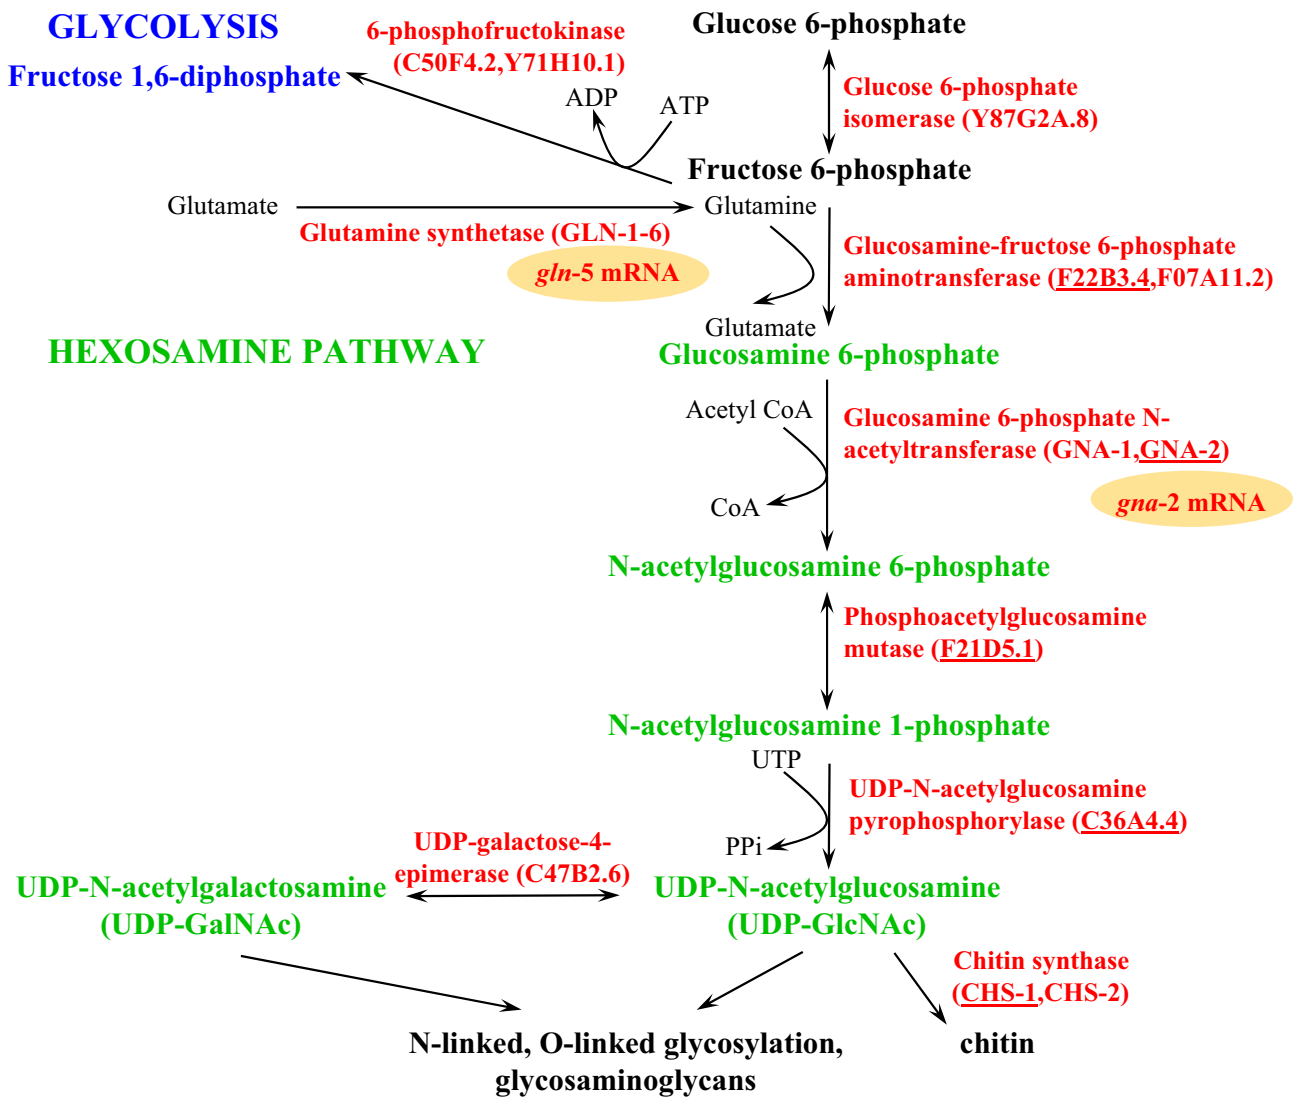 GLYCOLYSIS
Fructose 1,6-diphosphate
6-phosphofructokinase
(C50F4.2,Y71H10.1)
ADP
ATP
Glucose 6-phosphate
Glucose 6-phosphate
isomerase (Y87G2A.8)
Fructose 6-phosphate
Glutamate
Glutamine synthetase (GLN-1-6)
gln-5 mRNA
Glutamine
Glutamate
Glucosamine-fructose 6-phosphate
aminotransferase (F22B3.4,F07A11.2)
HEXOSAMINE PATHWAY
Glucosamine 6-phosphate
Acetyl CoA
CoA
Glucosamine 6-phosphate N-
acetyltransferase (GNA-1,GNA-2)
gna-2 mRNA
N-acetylglucosamine 6-phosphate
Phosphoacetylglucosamine
mutase (F21D5.1)
N-acetylglucosamine 1-phosphate
UTP
PPi
UDP-N-acetylglucosamine
pyrophosphorylase (C36A4.4)
UDP-galactose-4-
epimerase (C47B2.6)
UDP-N-acetylgalactosamine
(UDP-GalNAc)
UDP-N-acetylglucosamine
(UDP-GlcNAc)
Chitin synthase
(CHS-1,CHS-2)
N-linked, O-linked glycosylation,
glycosaminoglycans
chitin